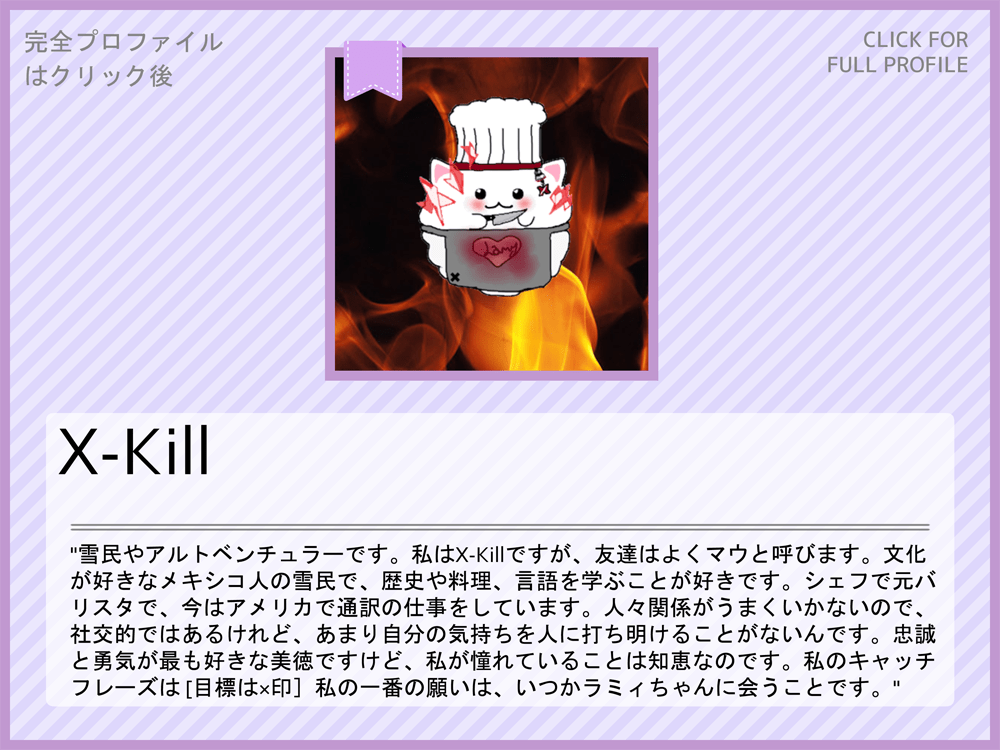 完全プロファイル
はクリック後
CLICK FOR
FULL PROFILE
Lamy
X-Kill
"雪民やアルトベンチュラーです。私はX-Killですが、友達はよくマウと呼びます。文化
が好きなメキシコ人の雪民で、歴史や料理、言語を学ぶことが好きです。シェフで元バ
リスタで、今はアメリカで通訳の仕事をしています。人々関係がうまくいかないので、
社交的ではあるけれど、あまり自分の気持ちを人に打ち明けることがないんです。忠誠
と勇気が最も好きな美徳ですけど、私が憧れていることは知恵なのです。私のキャッチ
フレーズは [目標は×印］私の一番の願いは、いつかラミィちゃんに会うことです。"